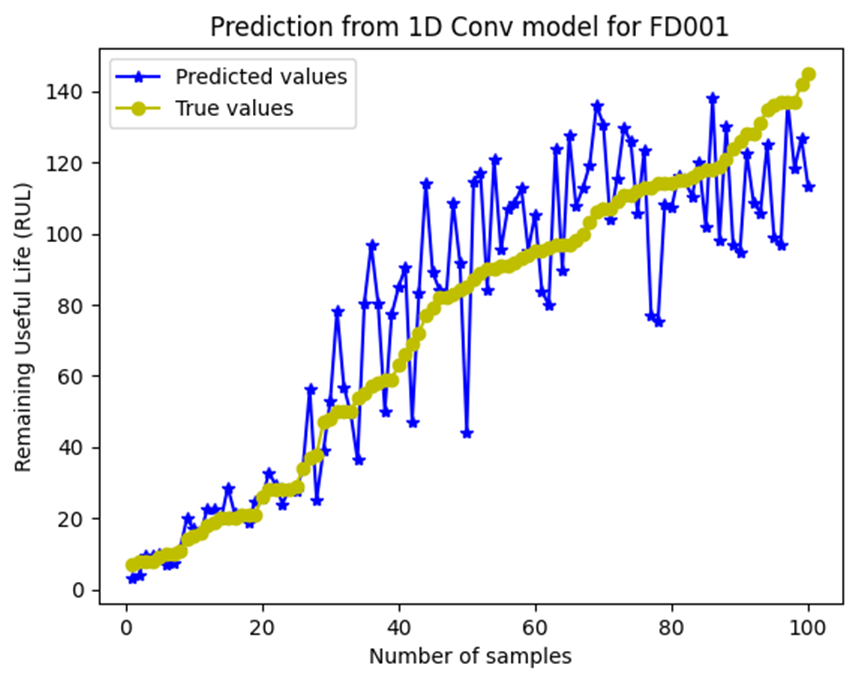 Prediction from 1D Conv model for FD001
Predicted values
True values
Remaining Useful Life (RUL)
140
120
100
80
60
40
20
0
0 20 40 60 80 100
Number of samples